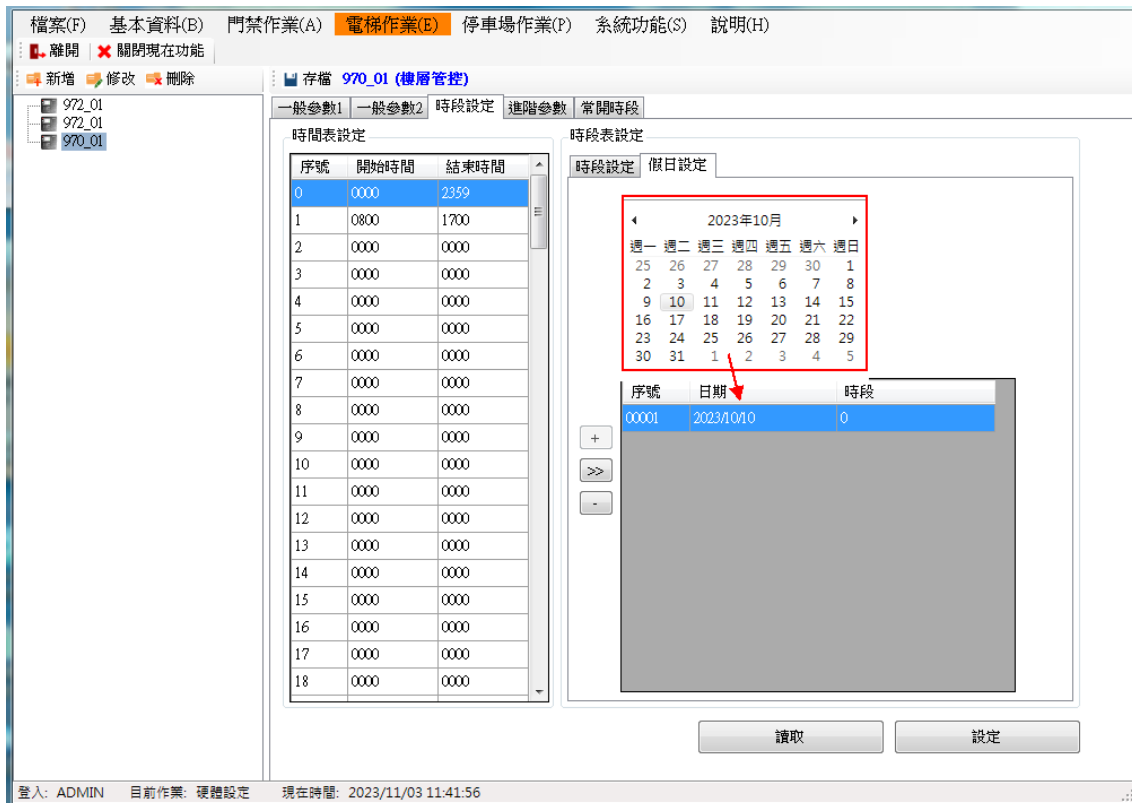 檔案(F) 基本資料(B) 門禁作業(A) 電梯作業(E) 停車場作業(P) 系統功能(S) 說明(H)
離開 關閉現在功能
新增 修改 刪除
972_01
972_01
970_01
存檔 970_01 (樓層管控)
一般參數1 一般參數2 時段設定 進階參數 常開時段
時間表設定
序號 開始時間 結束時間
0 0000 2359
1 0800 1700
2 0000 0000
3 0000 0000
4 0000 0000
5 0000 0000
6 0000 0000
7 0000 0000
8 0000 0000
9 0000 0000
10 0000 0000
11 0000 0000
12 0000 0000
13 0000 0000
14 0000 0000
15 0000 0000
16 0000 0000
17 0000 0000
18 0000 0000
時段表設定
時段設定 假日設定
2023年10月
週一 週二 週三 週四 週五 週六 週日
25 26 27 28 29 30 1
2 3 4 5 6 7 8
9 10 11 12 13 14 15
16 17 18 19 20 21 22
23 24 25 26 27 28 29
30 31 1 2 3 4 5
序號 日期 時段
00001 2023/10/10 0
+
>>
-
讀取 設定
登入: ADMIN 目前作業: 硬體設定 現在時間: 2023/11/03 11:41:56